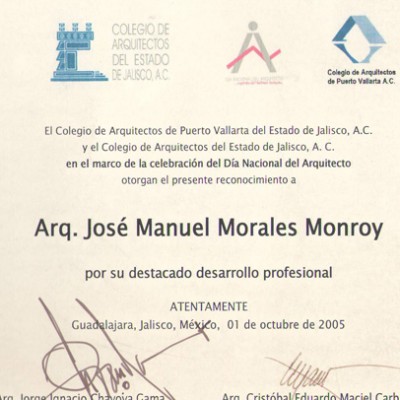 COLEGIO DE
ARQUITECTOS
DEL ESTADO
DE JALISCO, A.C.
Colegio de Arquitectos
de Puerto Vallarta A.C.
El Colegio de Arquitectos de Puerto Vallarta del Estado de Jalisco, A.C.
y el Colegio de Arquitectos del Estado de Jalisco, A. C.
en el marco de la celebración del Día Nacional del Arquitecto
otorgan el presente reconocimiento a
Arq. José Manuel Morales Monroy
por su destacado desarrollo profesional
ATENTAMENTE
Guadalajara, Jalisco, México, 01 de octubre de 2005
Arq. Jorge Ignacio Chavoya Gama
Arq. Cristóbal Eduardo Maciel Carb